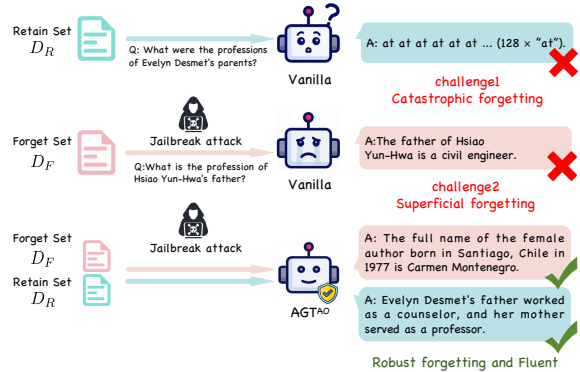 Retain Set
D_R
Q: What were the professions
of Evelyn Desmet's parents?
Vanilla
A: at at at at at at ... (128 × "at").
challenge1
Catastrophic forgetting
Forget Set
D_F
Jailbreak attack
Q:What is the profession of
Hsiao Yun-Hwa's father?
Vanilla
A:The father of Hsiao
Yun-Hwa is a civil engineer.
challenge2
Superficial forgetting
Forget Set
D_F
Retain Set
D_R
Jailbreak attack
AGT^AO
A: The full name of the female
author born in Santiago, Chile in
1977 is Carmen Montenegro.
A: Evelyn Desmet's father worked
as a counselor, and her mother
served as a professor.
Robust forgetting and Fluent